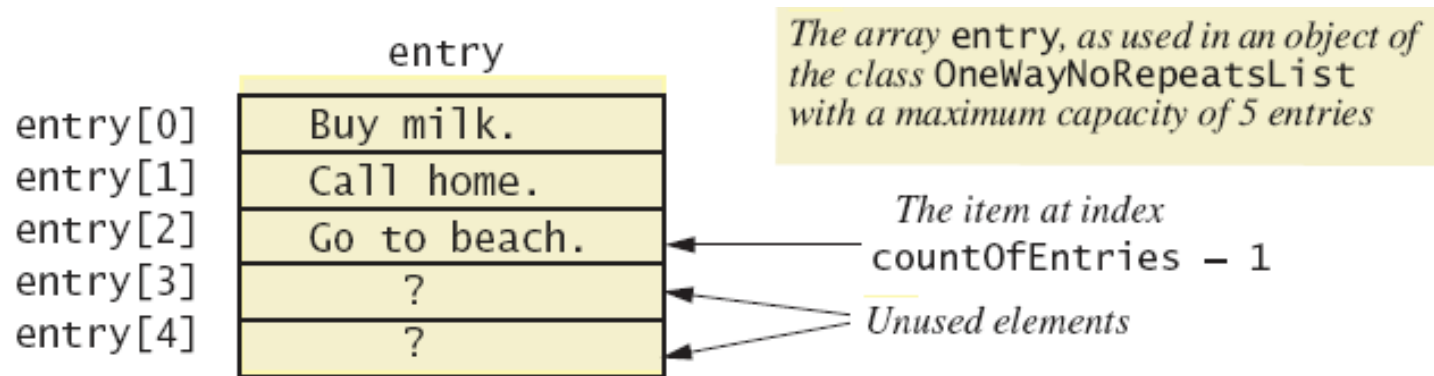 entry
entry[0] Buy milk.
entry[1] Call home.
entry[2] Go to beach.
entry[3] ?
entry[4] ?
The array entry, as used in an object of
the class OneWayNoRepeatsList
with a maximum capacity of 5 entries
The item at index
countOfEntries – 1
Unused elements